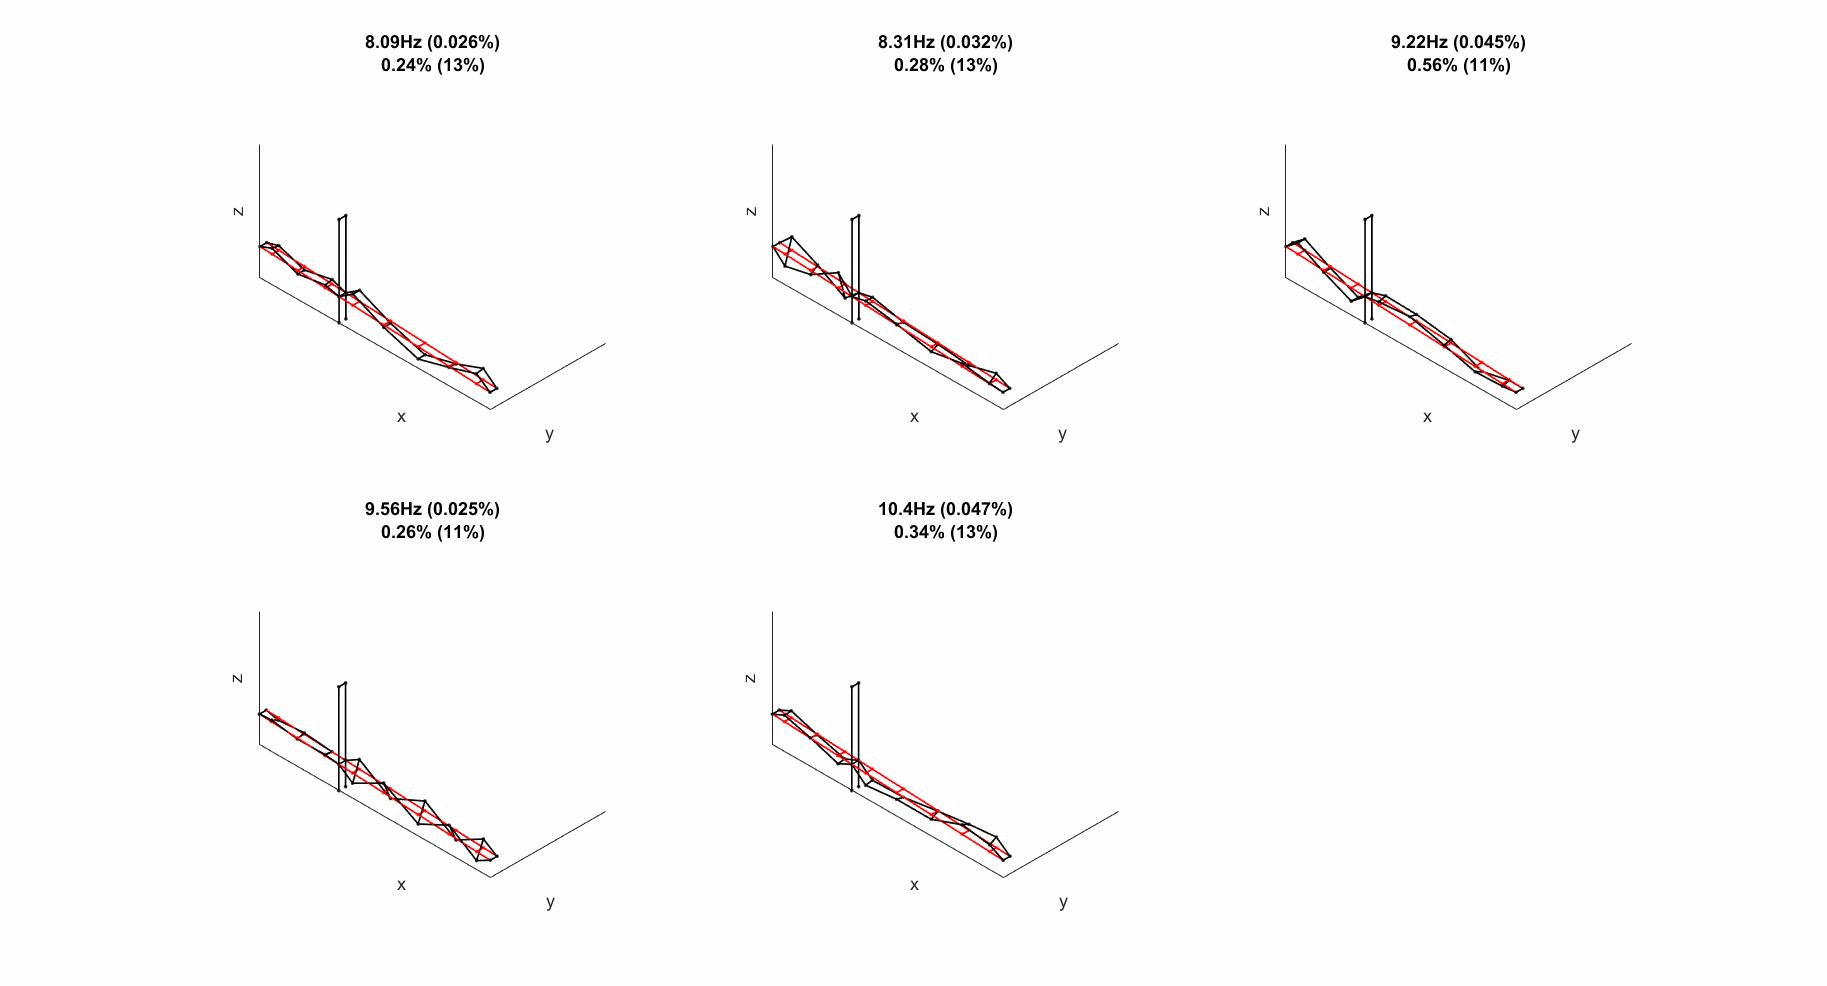 8.09Hz (0.026%)
0.24% (13%)
8.31Hz (0.032%)
0.28% (13%)
9.22Hz (0.045%)
0.56% (11%)
z
x
y
z
x
y
z
x
y
9.56Hz (0.025%)
0.26% (11%)
10.4Hz (0.047%)
0.34% (13%)
z
x
y
z
x
y